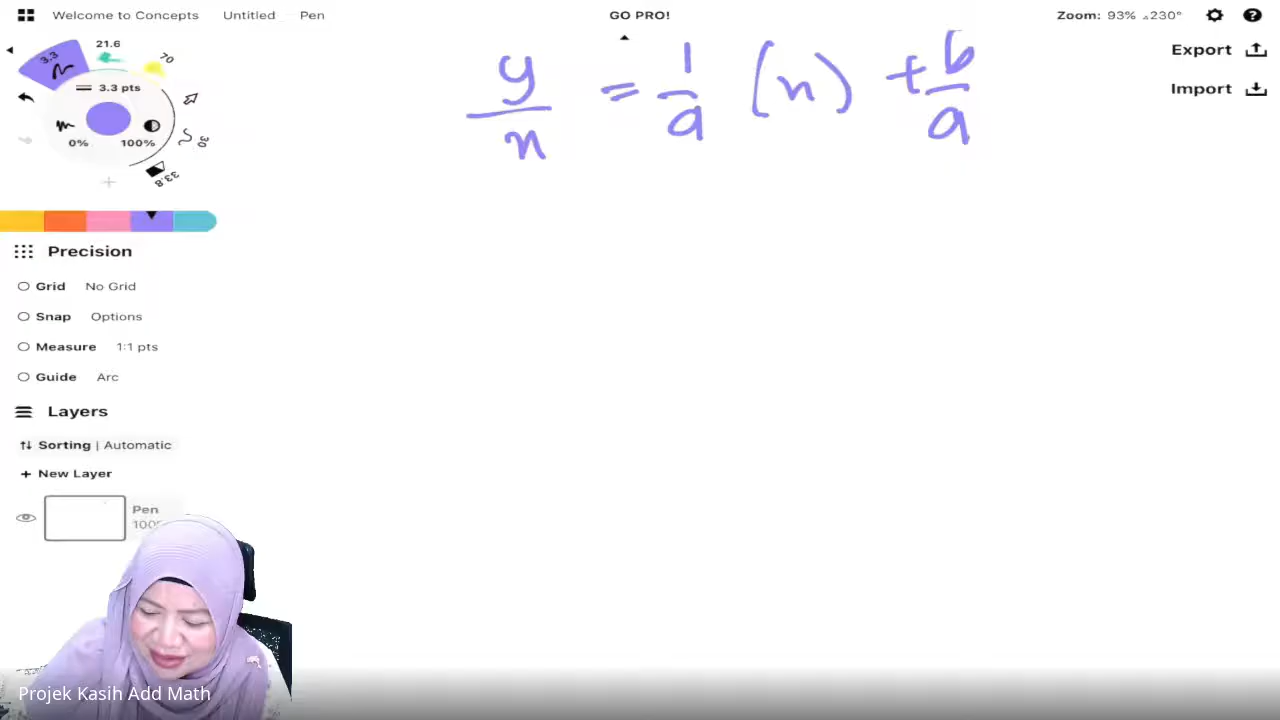 Welcome to Concepts Untitled Pen GO PRO! Zoom: 93% 230°
3.3 21.6 70
3.3 pts
0% 100%
30
33.8
Export
Import
y/x = 1/a (x) + b/a
Precision
Grid No Grid
Snap Options
Measure 1:1 pts
Guide Arc
Layers
Sorting | Automatic
+ New Layer
Pen
Projek Kasih Add Math